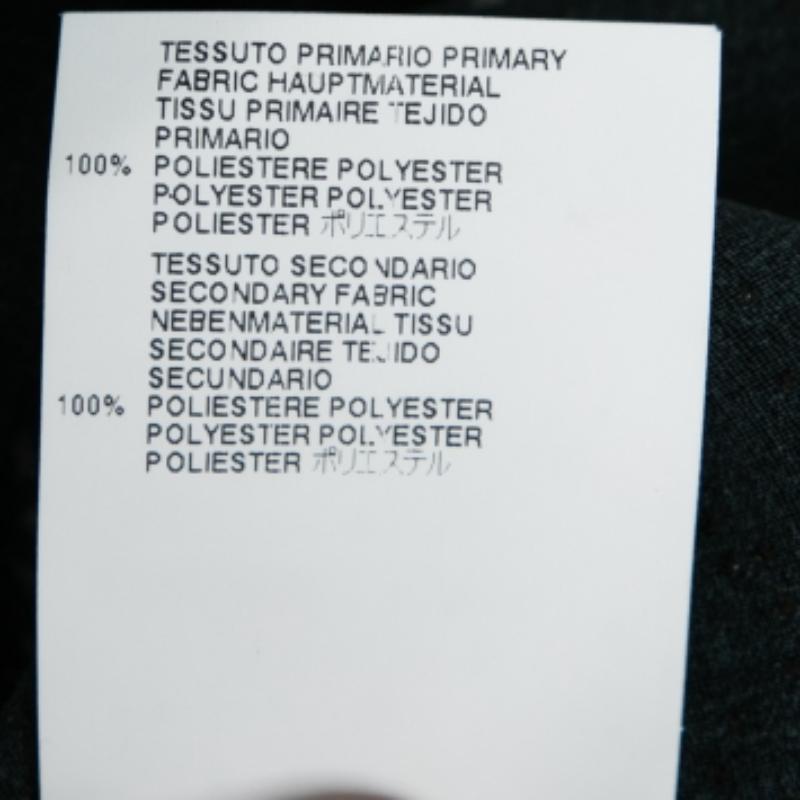 TESSUTO PRIMARIO PRIMARY
FABRIC HAUPTMATERIAL
TISSU PRIMAIRE TEJIDO
PRIMARIO
100% POLIESTERE POLYESTER
POLYESTER POLYESTER
POLIESTER ポリエステル
TESSUTO SECONDARIO
SECONDARY FABRIC
NEBENMATERIAL TISSU
SECONDAIRE TEJIDO
SECUNDARIO
100% POLIESTERE POLYESTER
POLYESTER POLYESTER
POLIESTER ポリエステル